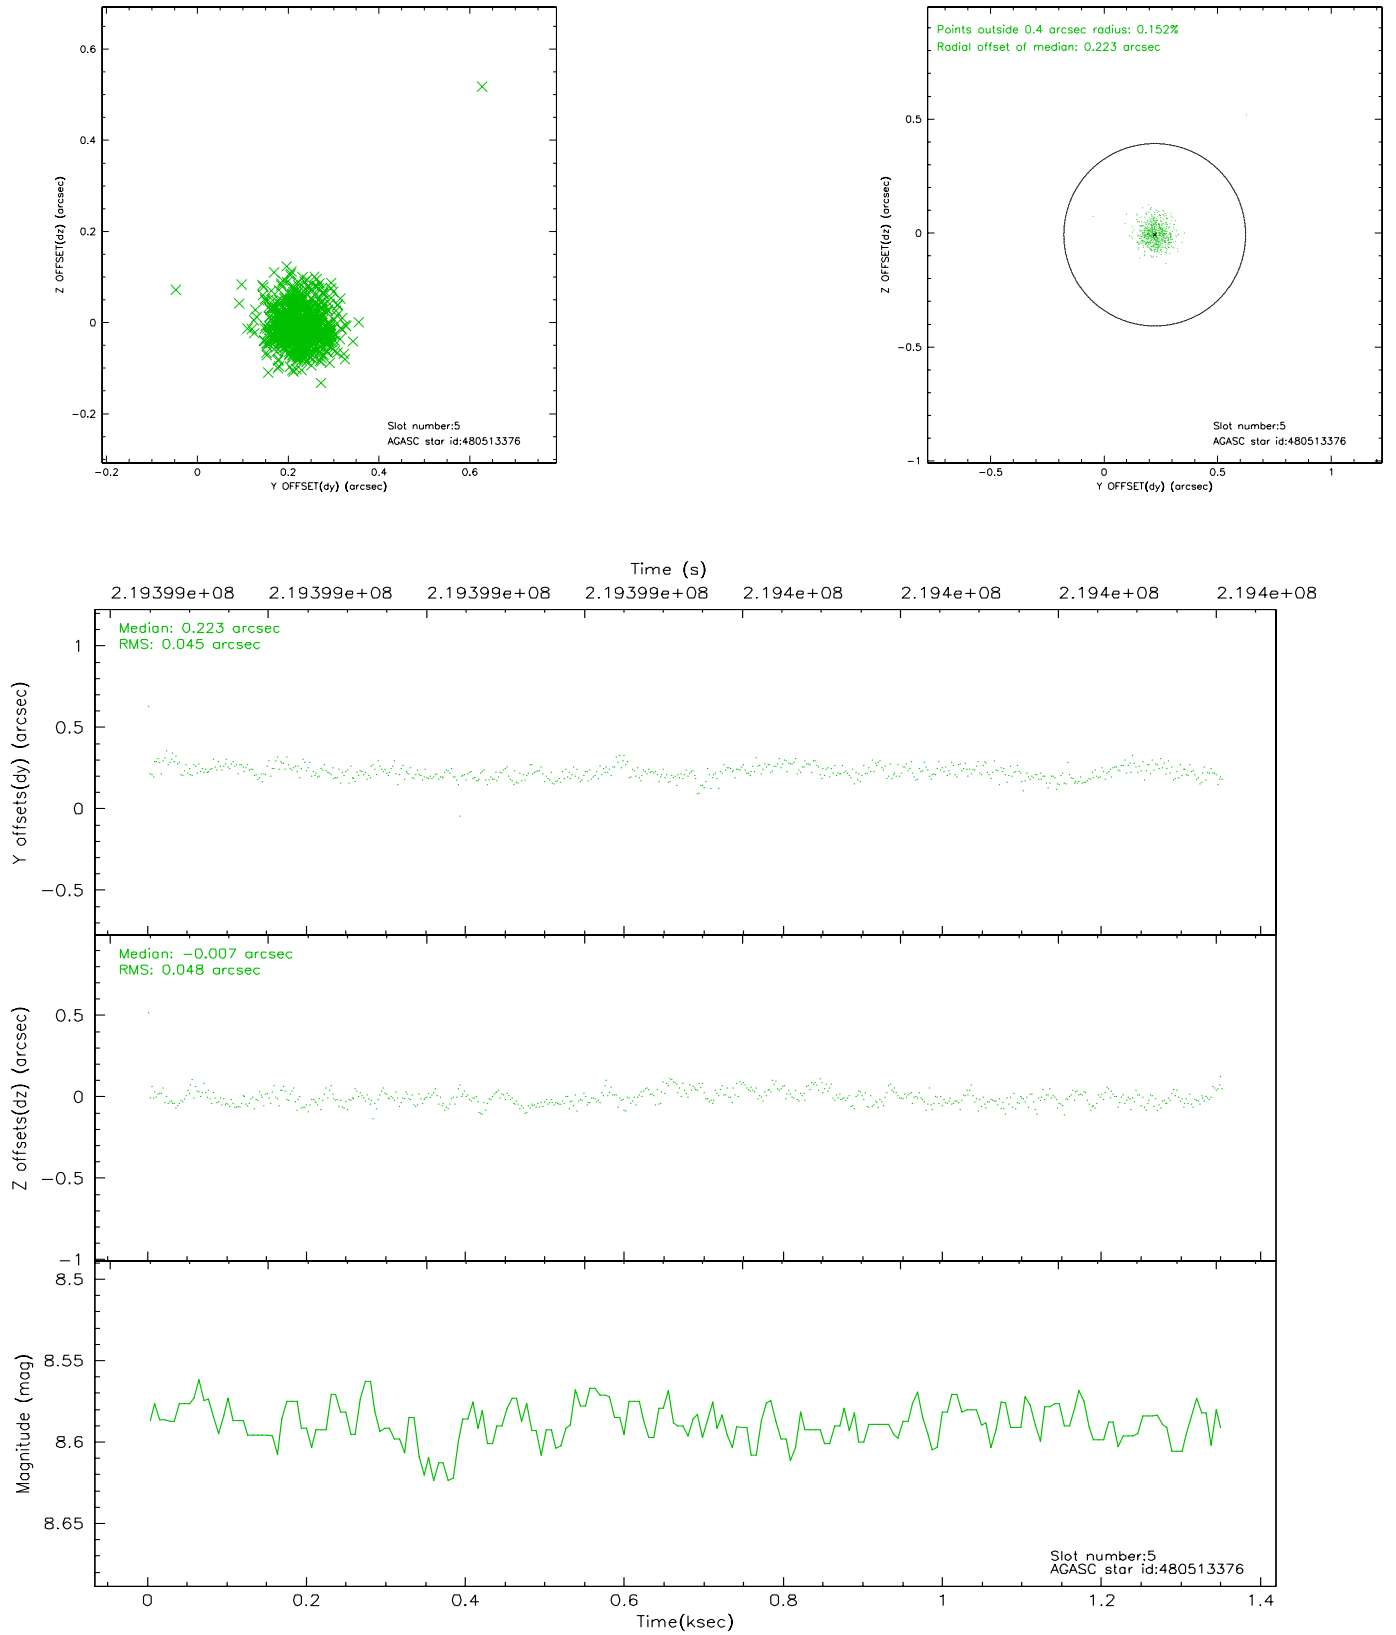 0.6
0.4
0.2
0
−0.2
Z OFFSET(dz) (arcsec)
Slot number:5
AGASC star id:480513376
−0.2 0 0.2 0.4 0.6
Y OFFSET(dy) (arcsec)
Points outside 0.4 arcsec radius: 0.152%
Radial offset of median: 0.223 arcsec
0.5
0
−0.5
−1
Z OFFSET(dz) (arcsec)
Slot number:5
AGASC star id:480513376
−0.5 0 0.5 1
Y OFFSET(dy) (arcsec)
Time (s)
2.19399e+08 2.19399e+08 2.19399e+08 2.19399e+08 2.194e+08 2.194e+08 2.194e+08 2.194e+08
Median: 0.223 arcsec
RMS: 0.045 arcsec
1
0.5
0
−0.5
Y offsets(dy) (arcsec)
Median: −0.007 arcsec
RMS: 0.048 arcsec
0.5
0
−0.5
−1
Z offsets(dz) (arcsec)
8.5
8.55
8.6
8.65
Magnitude (mag)
Slot number:5
AGASC star id:480513376
0 0.2 0.4 0.6 0.8 1 1.2 1.4
Time(ksec)